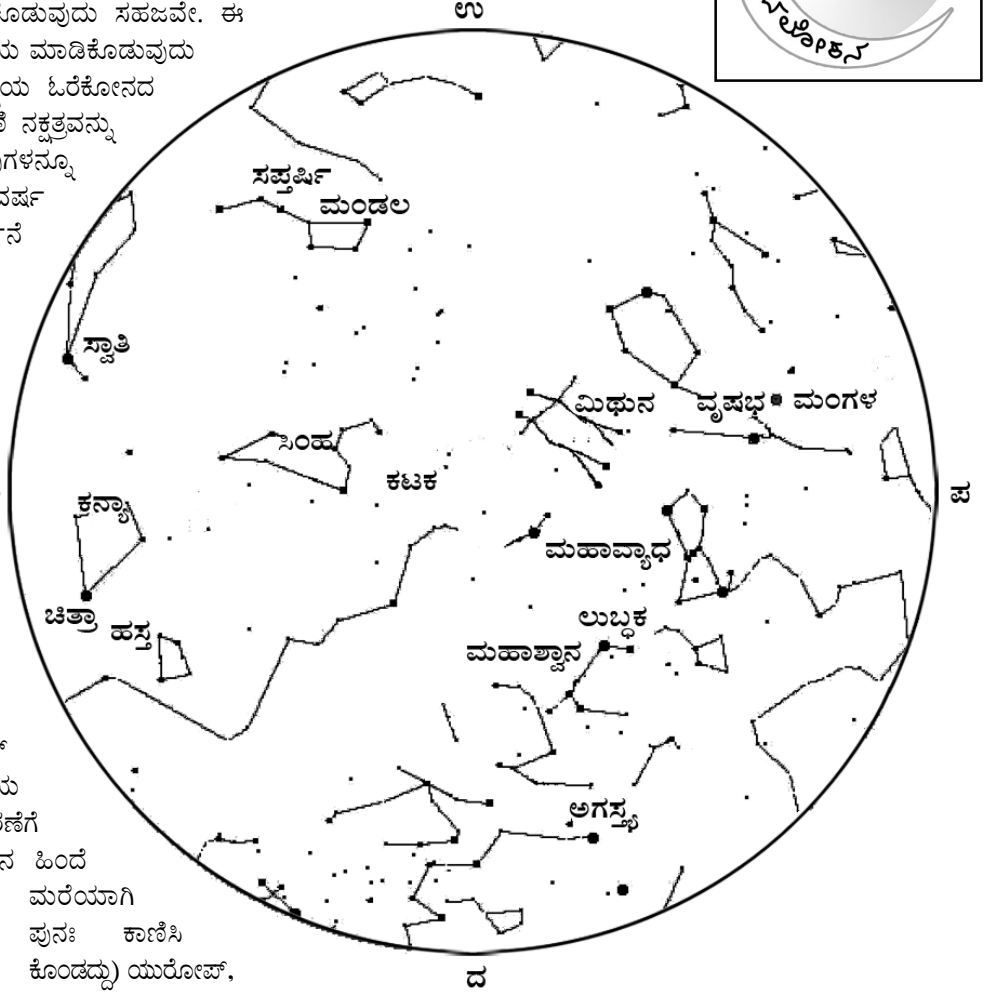 ಕೊಡುವುದು ಸಹಜವೇ. ಈ
ಮಾಡಿಕೊಡುವುದು
ಓರೆಕೋನದ
ನಕ್ಷತ್ರವನ್ನು
ಉ
ಲೋಕನ
ಸಪ್ತರ್ಷಿ
ಮಂಡಲ
ಸ್ವಾತಿ
ಮಿಥುನ
ವೃಷಭ
ಮಂಗಳ
ಸಿಂಹ
ಕಟಕ
ಪ
ಕನ್ಯಾ
ಮಹಾವ್ಯಾಧ
ಚಿತ್ರಾ
ಹಸ್ತ
ಲುಬ್ಧಕ
ಮಹಾಶ್ವಾನ
ಅಗಸ್ತ್ಯ
ದ
ಹಿಂದೆ
ಮರೆಯಾಗಿ
ಪುನಃ ಕಾಣಿಸಿ
ಕೊಂಡದ್ದು) ಯುರೋಪ್,